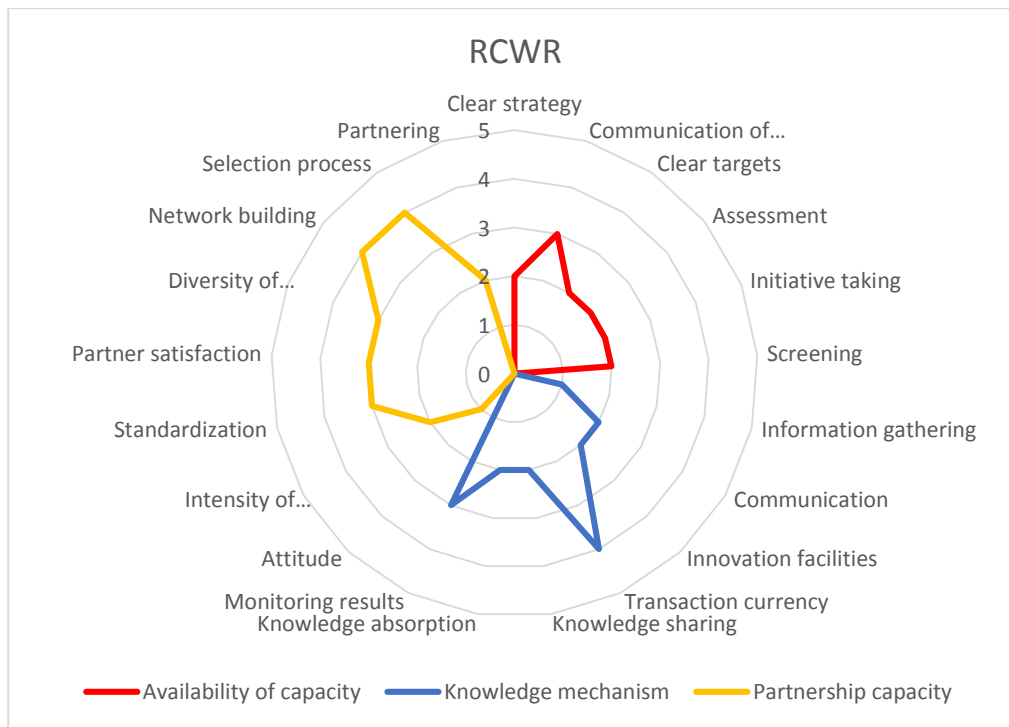 RCWR
Clear strategy
Communication of...
Clear targets
Assessment
Initiative taking
Screening
Information gathering
Communication
Innovation facilities
Transaction currency
Knowledge sharing
Knowledge absorption
Monitoring results
Attitude
Intensity of...
Standardization
Partner satisfaction
Diversity of...
Network building
Selection process
Partnering
5
4
3
2
1
0
Availability of capacity
Knowledge mechanism
Partnership capacity